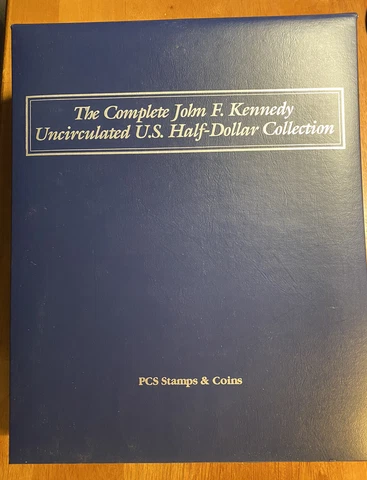 The Complete John F. Kennedy
Uncirculated U.S. Half-Dollar Collection
PCS Stamps & Coins